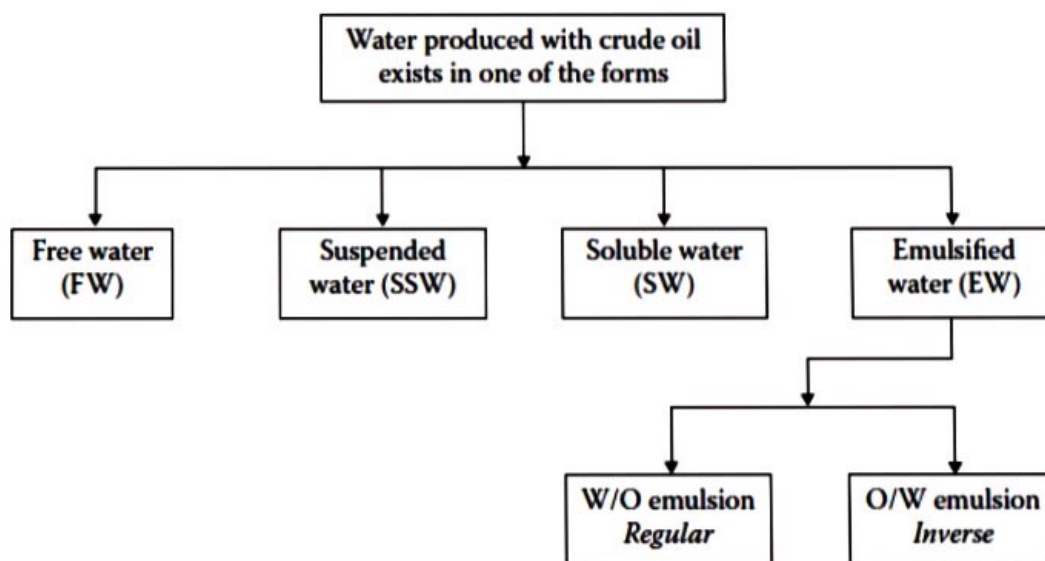 Water produced with crude oil
exists in one of the forms
Free water
(FW)
Suspended
water (SSW)
Soluble water
(SW)
Emulsified
water (EW)
W/O emulsion
Regular
O/W emulsion
Inverse